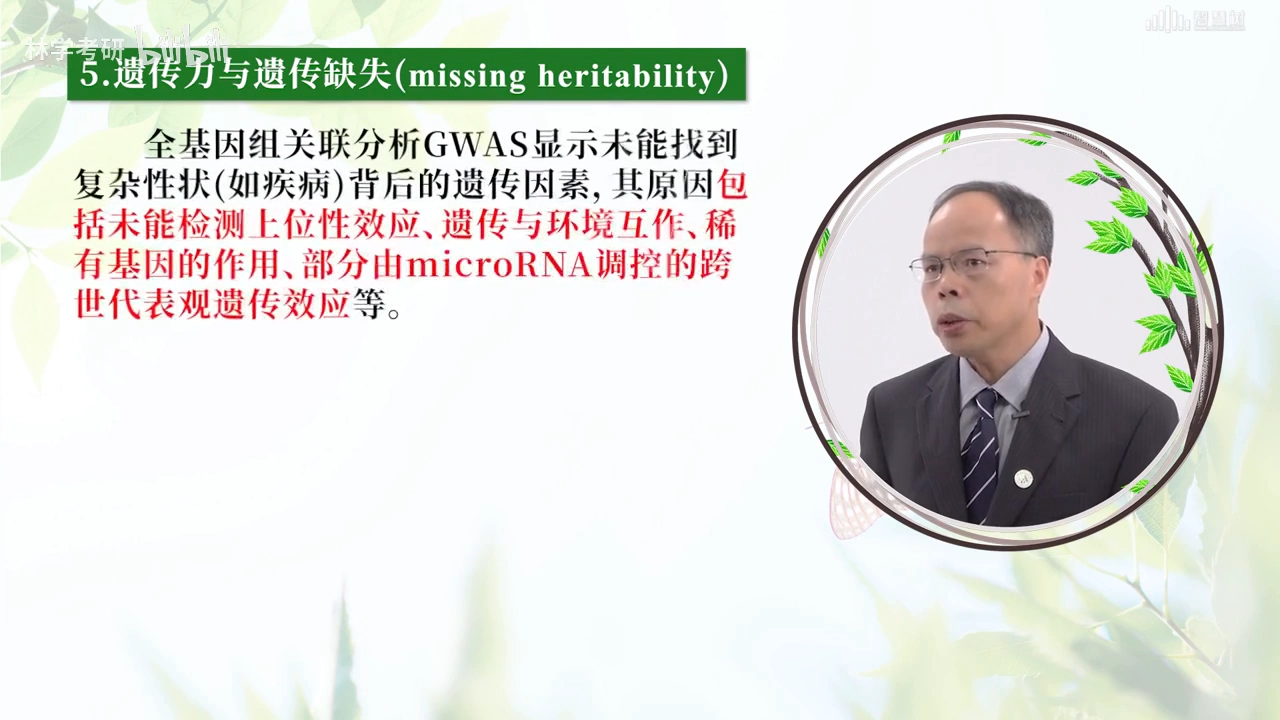 林学考研 bilibili
智慧树
5.遗传力与遗传缺失(missing heritability)
全基因组关联分析GWAS显示未能找到
复杂性状(如疾病)背后的遗传因素, 其原因包
括未能检测上位性效应、遗传与环境互作、稀
有基因的作用、部分由microRNA调控的跨
世代表观遗传效应等。